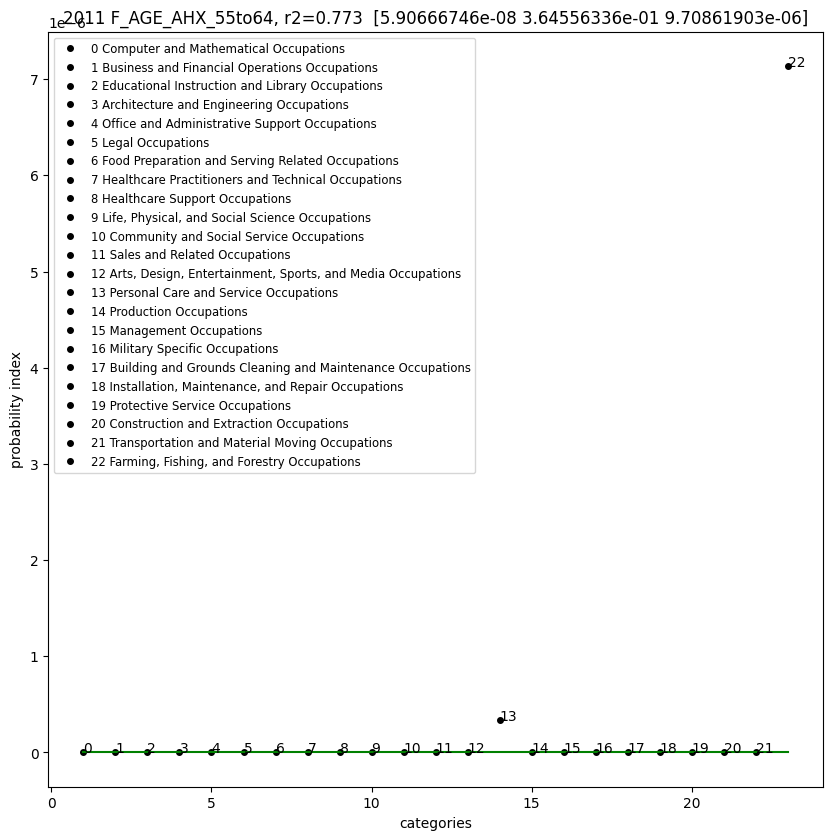 2011 F_AGE_AHX_55to64, r2=0.773 [5.90666746e-08 3.64556336e-01 9.70861903e-06]
1e−6
0 Computer and Mathematical Occupations
1 Business and Financial Operations Occupations
2 Educational Instruction and Library Occupations
3 Architecture and Engineering Occupations
4 Office and Administrative Support Occupations
5 Legal Occupations
6 Food Preparation and Serving Related Occupations
7 Healthcare Practitioners and Technical Occupations
8 Healthcare Support Occupations
9 Life, Physical, and Social Science Occupations
10 Community and Social Service Occupations
11 Sales and Related Occupations
12 Arts, Design, Entertainment, Sports, and Media Occupations
13 Personal Care and Service Occupations
14 Production Occupations
15 Management Occupations
16 Military Specific Occupations
17 Building and Grounds Cleaning and Maintenance Occupations
18 Installation, Maintenance, and Repair Occupations
19 Protective Service Occupations
20 Construction and Extraction Occupations
21 Transportation and Material Moving Occupations
22 Farming, Fishing, and Forestry Occupations
22
7
6
5
4
3
2
1
0
probability index
13
0 1 2 3 4 5 6 7 8 9 10 11 12 14 15 16 17 18 19 20 21
0 5 10 15 20
categories